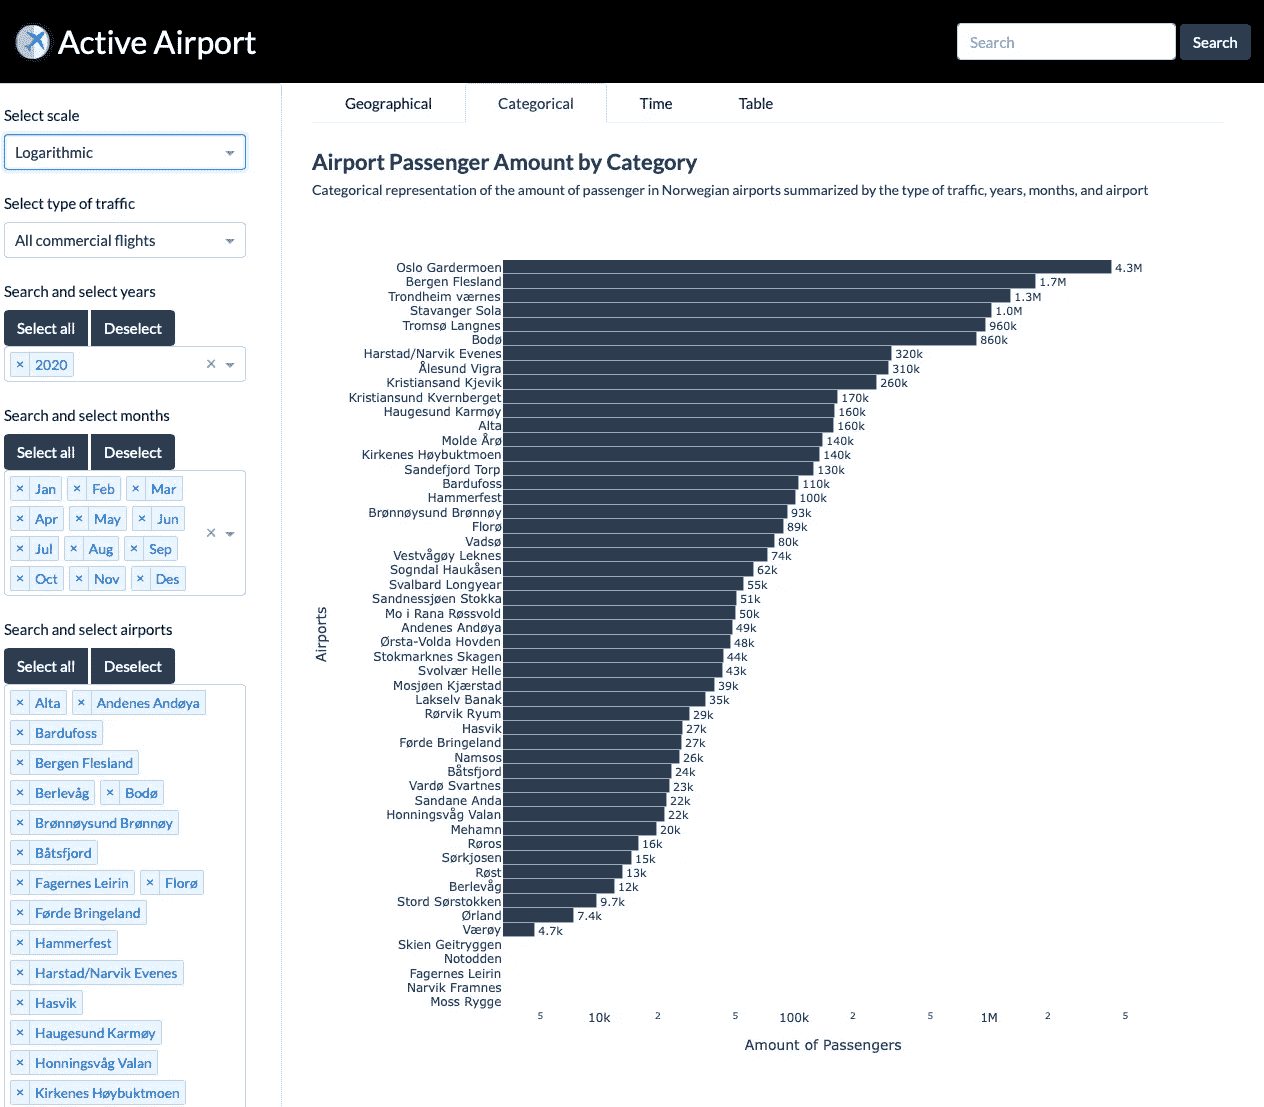 Active Airport
Search
Search
Select scale
Logarithmic
Select type of traffic
All commercial flights
Search and select years
Select all
Deselect
× 2020
Search and select months
Select all
Deselect
× Jan × Feb × Mar
× Apr × May × Jun
× Jul × Aug × Sep
× Oct × Nov × Des
Search and select airports
Select all
Deselect
× Alta × Andenes Andøya
× Bardufoss
× Bergen Flesland
× Berlevåg × Bodø
× Brønnøysund Brønnøy
× Båtsfjord
× Fagernes Leirin × Florø
× Førde Bringeland
× Hammerfest
× Harstad/Narvik Evenes
× Hasvik
× Haugesund Karmøy
× Honningsvåg Valan
× Kirkenes Høybuktmoen
Geographical
Categorical
Time
Table
Airport Passenger Amount by Category
Categorical representation of the amount of passenger in Norwegian airports summarized by the type of traffic, years, months, and airport
Airports
Oslo Gardermoen 4.3M
Bergen Flesland 1.7M
Trondheim værnes 1.3M
Stavanger Sola 1.0M
Tromsø Langnes 960k
Bodø 860k
Harstad/Narvik Evenes 320k
Ålesund Vigra 310k
Kristiansand Kjevik 260k
Kristiansund Kvernberget 170k
Haugesund Karmøy 160k
Alta 160k
Molde Årø 140k
Kirkenes Høybuktmoen 140k
Sandefjord Torp 130k
Bardufoss 110k
Hammerfest 100k
Brønnøysund Brønnøy 93k
Florø 89k
Vadsø 80k
Vestvågøy Leknes 74k
Sogndal Haukåsen 62k
Svalbard Longyear 55k
Sandnessjøen Stokka 51k
Mo i Rana Røssvold 50k
Andenes Andøya 49k
Ørsta-Volda Hovden 48k
Stokmarknes Skagen 44k
Svolvær Helle 43k
Mosjøen Kjærstad 39k
Lakselv Banak 35k
Rørvik Ryum 29k
Hasvik 27k
Førde Bringeland 27k
Namsos 26k
Båtsfjord 24k
Vardø Svartnes 23k
Sandane Anda 22k
Honningsvåg Valan 22k
Mehamn 20k
Røros 16k
Sørkjosen 15k
Røst 13k
Berlevåg 12k
Stord Sørstokken 9.7k
Ørland 7.4k
Værøy 4.7k
Skien Geitryggen
Notodden
Fagernes Leirin
Narvik Framnes
Moss Rygge
5 10k 2 5 100k 2 5 1M 2 5
Amount of Passengers